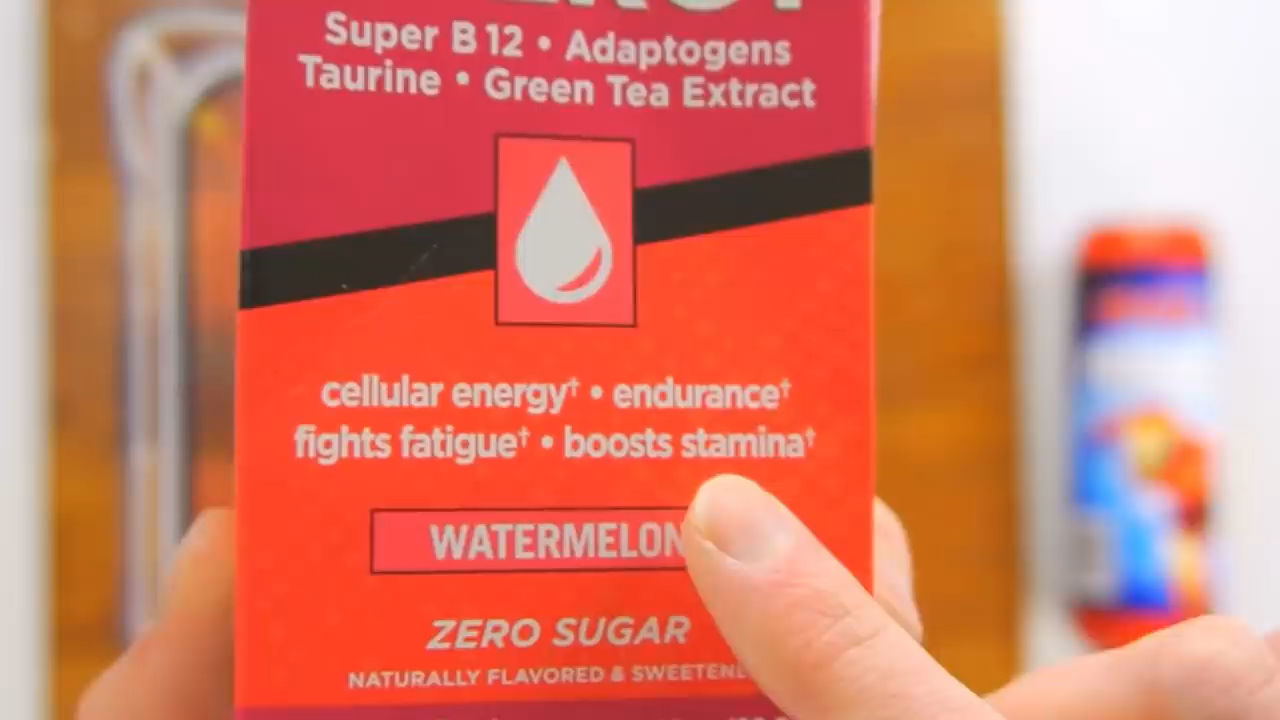 Super B 12 • Adaptogens
Taurine • Green Tea Extract
cellular energy† • endurance†
fights fatigue† • boosts stamina†
WATERMELON
ZERO SUGAR
NATURALLY FLAVORED & SWEETENE